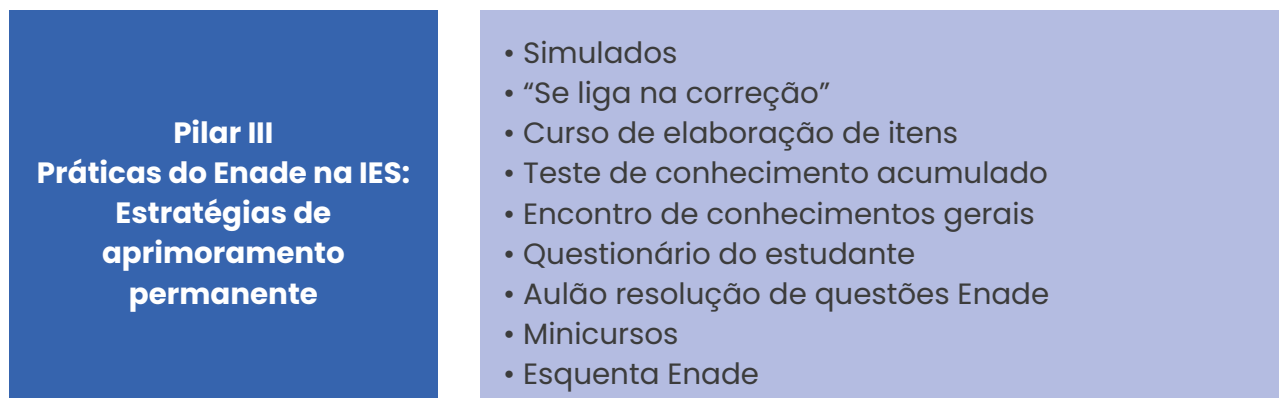 Pilar III
Práticas do Enade na IES:
Estratégias de
aprimoramento
permanente
• Simulados
• “Se liga na correção”
• Curso de elaboração de itens
• Teste de conhecimento acumulado
• Encontro de conhecimentos gerais
• Questionário do estudante
• Aulão resolução de questões Enade
• Minicursos
• Esquenta Enade